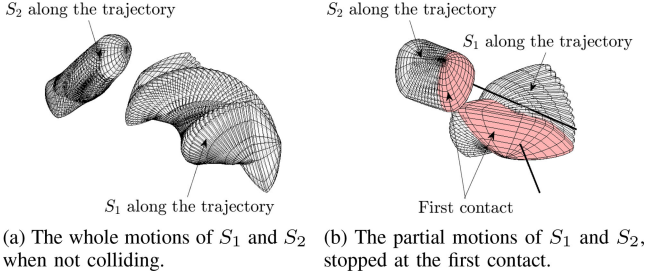 S₂ along the trajectory
S₁ along the trajectory
(a) The whole motions of S₁ and S₂
when not colliding.
S₂ along the trajectory
S₁ along the trajectory
First contact
(b) The partial motions of S₁ and S₂,
stopped at the first contact.